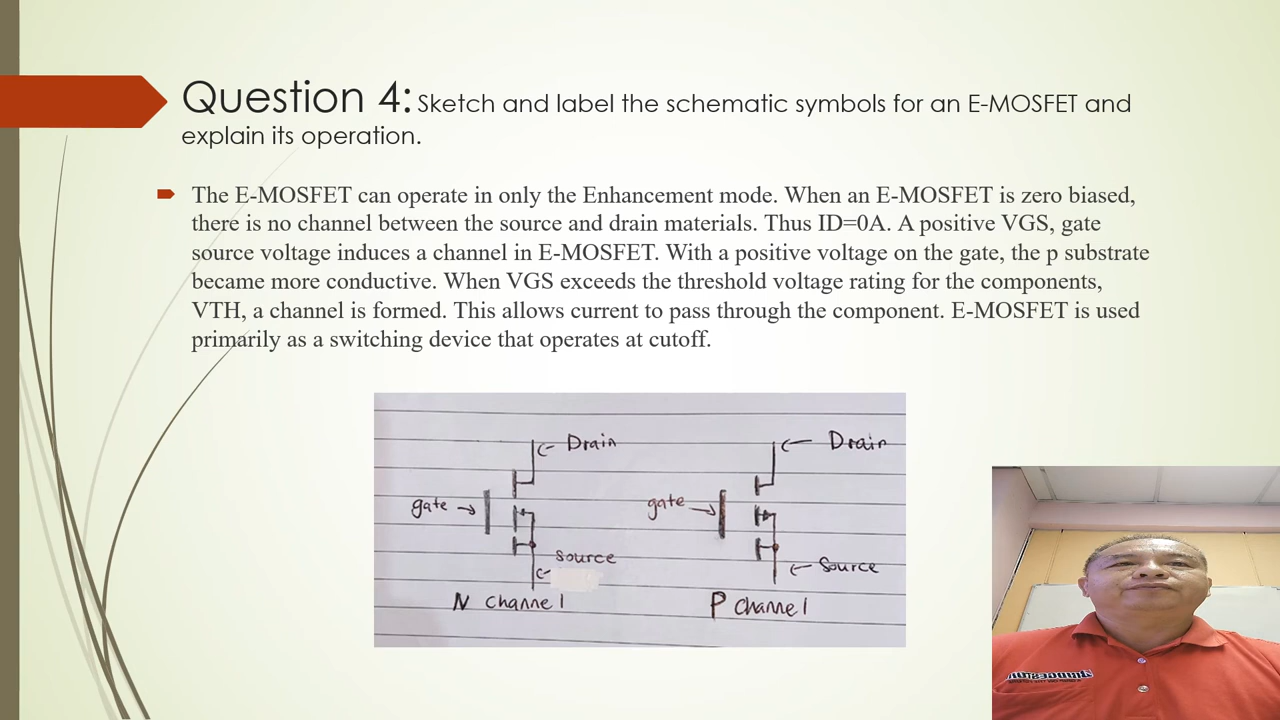 Question 4: Sketch and label the schematic symbols for an E-MOSFET and
explain its operation.
The E-MOSFET can operate in only the Enhancement mode. When an E-MOSFET is zero biased,
there is no channel between the source and drain materials. Thus ID=0A. A positive VGS, gate
source voltage induces a channel in E-MOSFET. With a positive voltage on the gate, the p substrate
became more conductive. When VGS exceeds the threshold voltage rating for the components,
VTH, a channel is formed. This allows current to pass through the component. E-MOSFET is used
primarily as a switching device that operates at cutoff.
Drain
gate
source
N channel
Drain
gate
Source
P channel